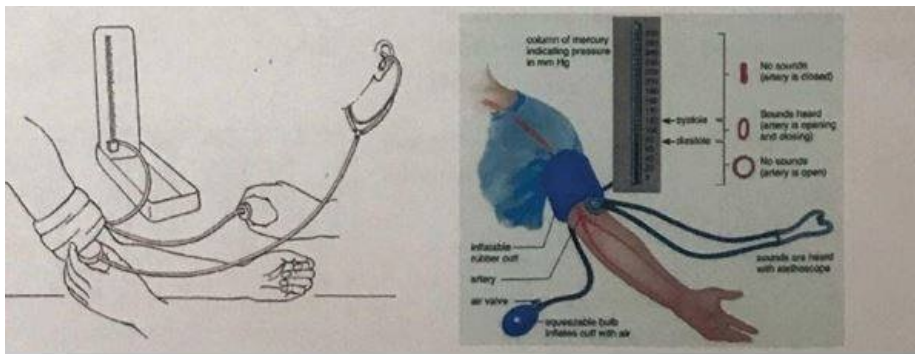 column of mercury
indicating pressure
in mm Hg
No sounds
(artery is closed)
systole
Sounds heard
(artery is opening
and closing)
diastole
No sounds
(artery is open)
inflatable
rubber cuff
sounds are heard
with stethoscope
artery
air valve
squeezable bulb
inflates cuff with air